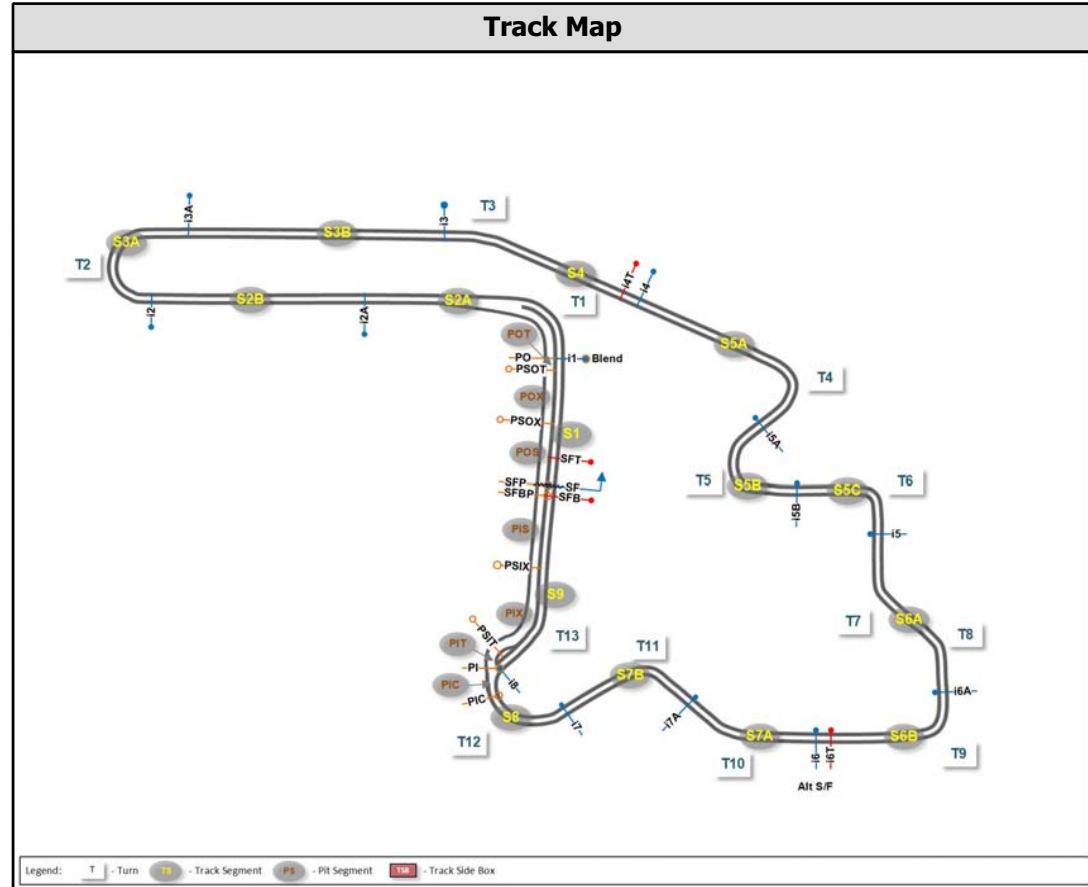 Track Map
i3A
i3
T3
S3A
S3B
T2
S4
i4T
i4
T1
S2B
S2A
i2
i2A
S5A
POT
PO
i1
Blend
PSOT
T4
POX
PSOX
S1
i5A
POS
SFT
SFP
SF
SFBP
SFB
T5
S5B
i5B
S5C
T6
PIS
i5
PSIX
S9
PIX
T7
S6A
T8
PSIT
T13
PIT
PI
i8
T11
S7B
PIC
PIC
i7
i7A
i6A
S8
T12
S7A
T10
i6
i6T
S6B
T9
Alt S/F
Legend: T - Turn TS - Track Segment PS - Pit Segment TSB - Track Side Box